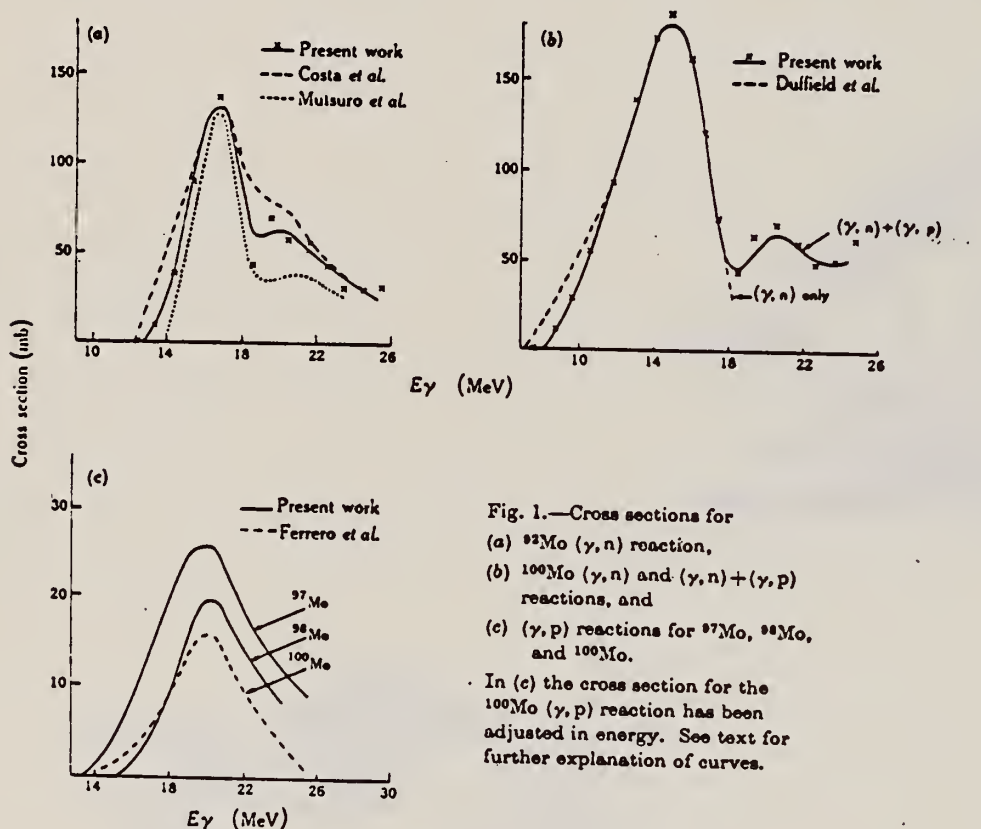 (a)
Present work
Costa et al.
Mutsuro et al.
150
100
50
10 14 18 22 26
(b)
Present work
Duffield et al.
150
100
50
(γ, n)+(γ, p)
(γ, n) only
10 14 18 22 26
Eγ (MeV)
Cross section (mb)
(c)
Present work
Ferrero et al.
30
20
10
97Mo
98Mo
100Mo
14 18 22 26 30
Eγ (MeV)
Fig. 1.—Cross sections for
(a) 92Mo (γ, n) reaction,
(b) 100Mo (γ, n) and (γ, n)+(γ, p)
reactions, and
(c) (γ, p) reactions for 97Mo, 98Mo,
and 100Mo.
In (c) the cross section for the
100Mo (γ, p) reaction has been
adjusted in energy. See text for
further explanation of curves.